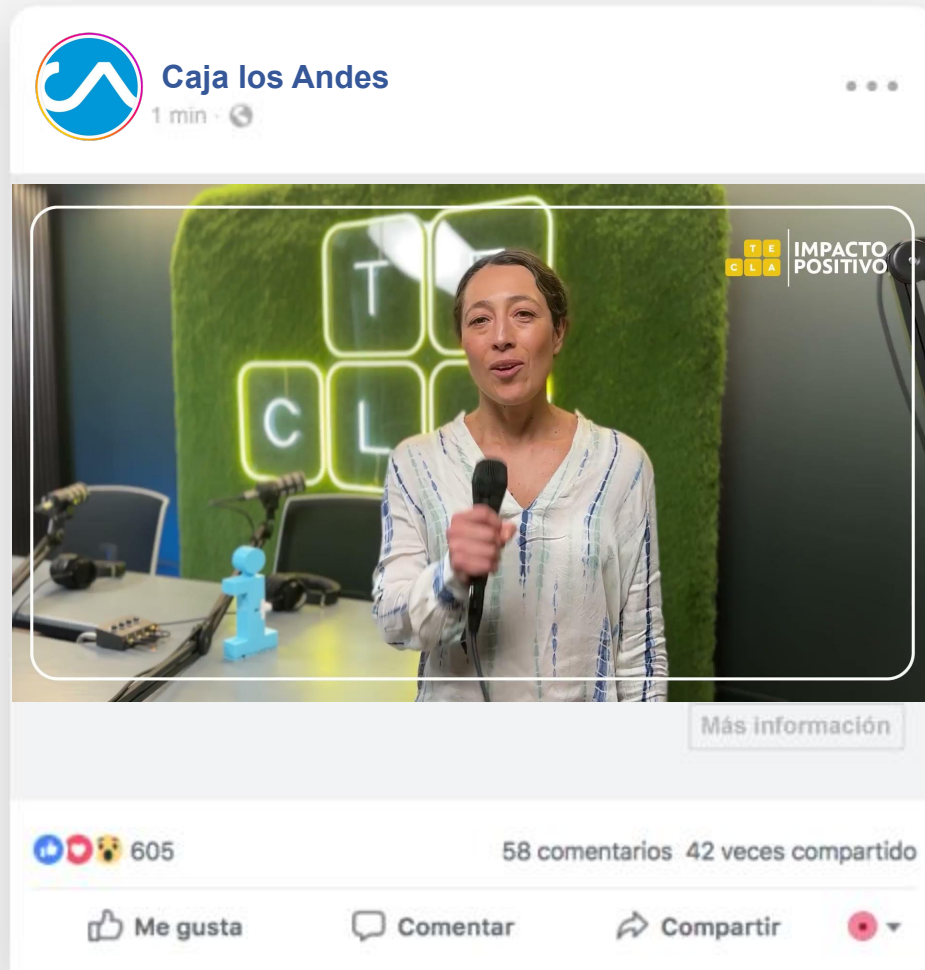 Caja los Andes
1 min ·
T E
C L
T E
C L A
IMPACTO
POSITIVO
i
Más información
605
58 comentarios 42 veces compartido
Me gusta
Comentar
Compartir